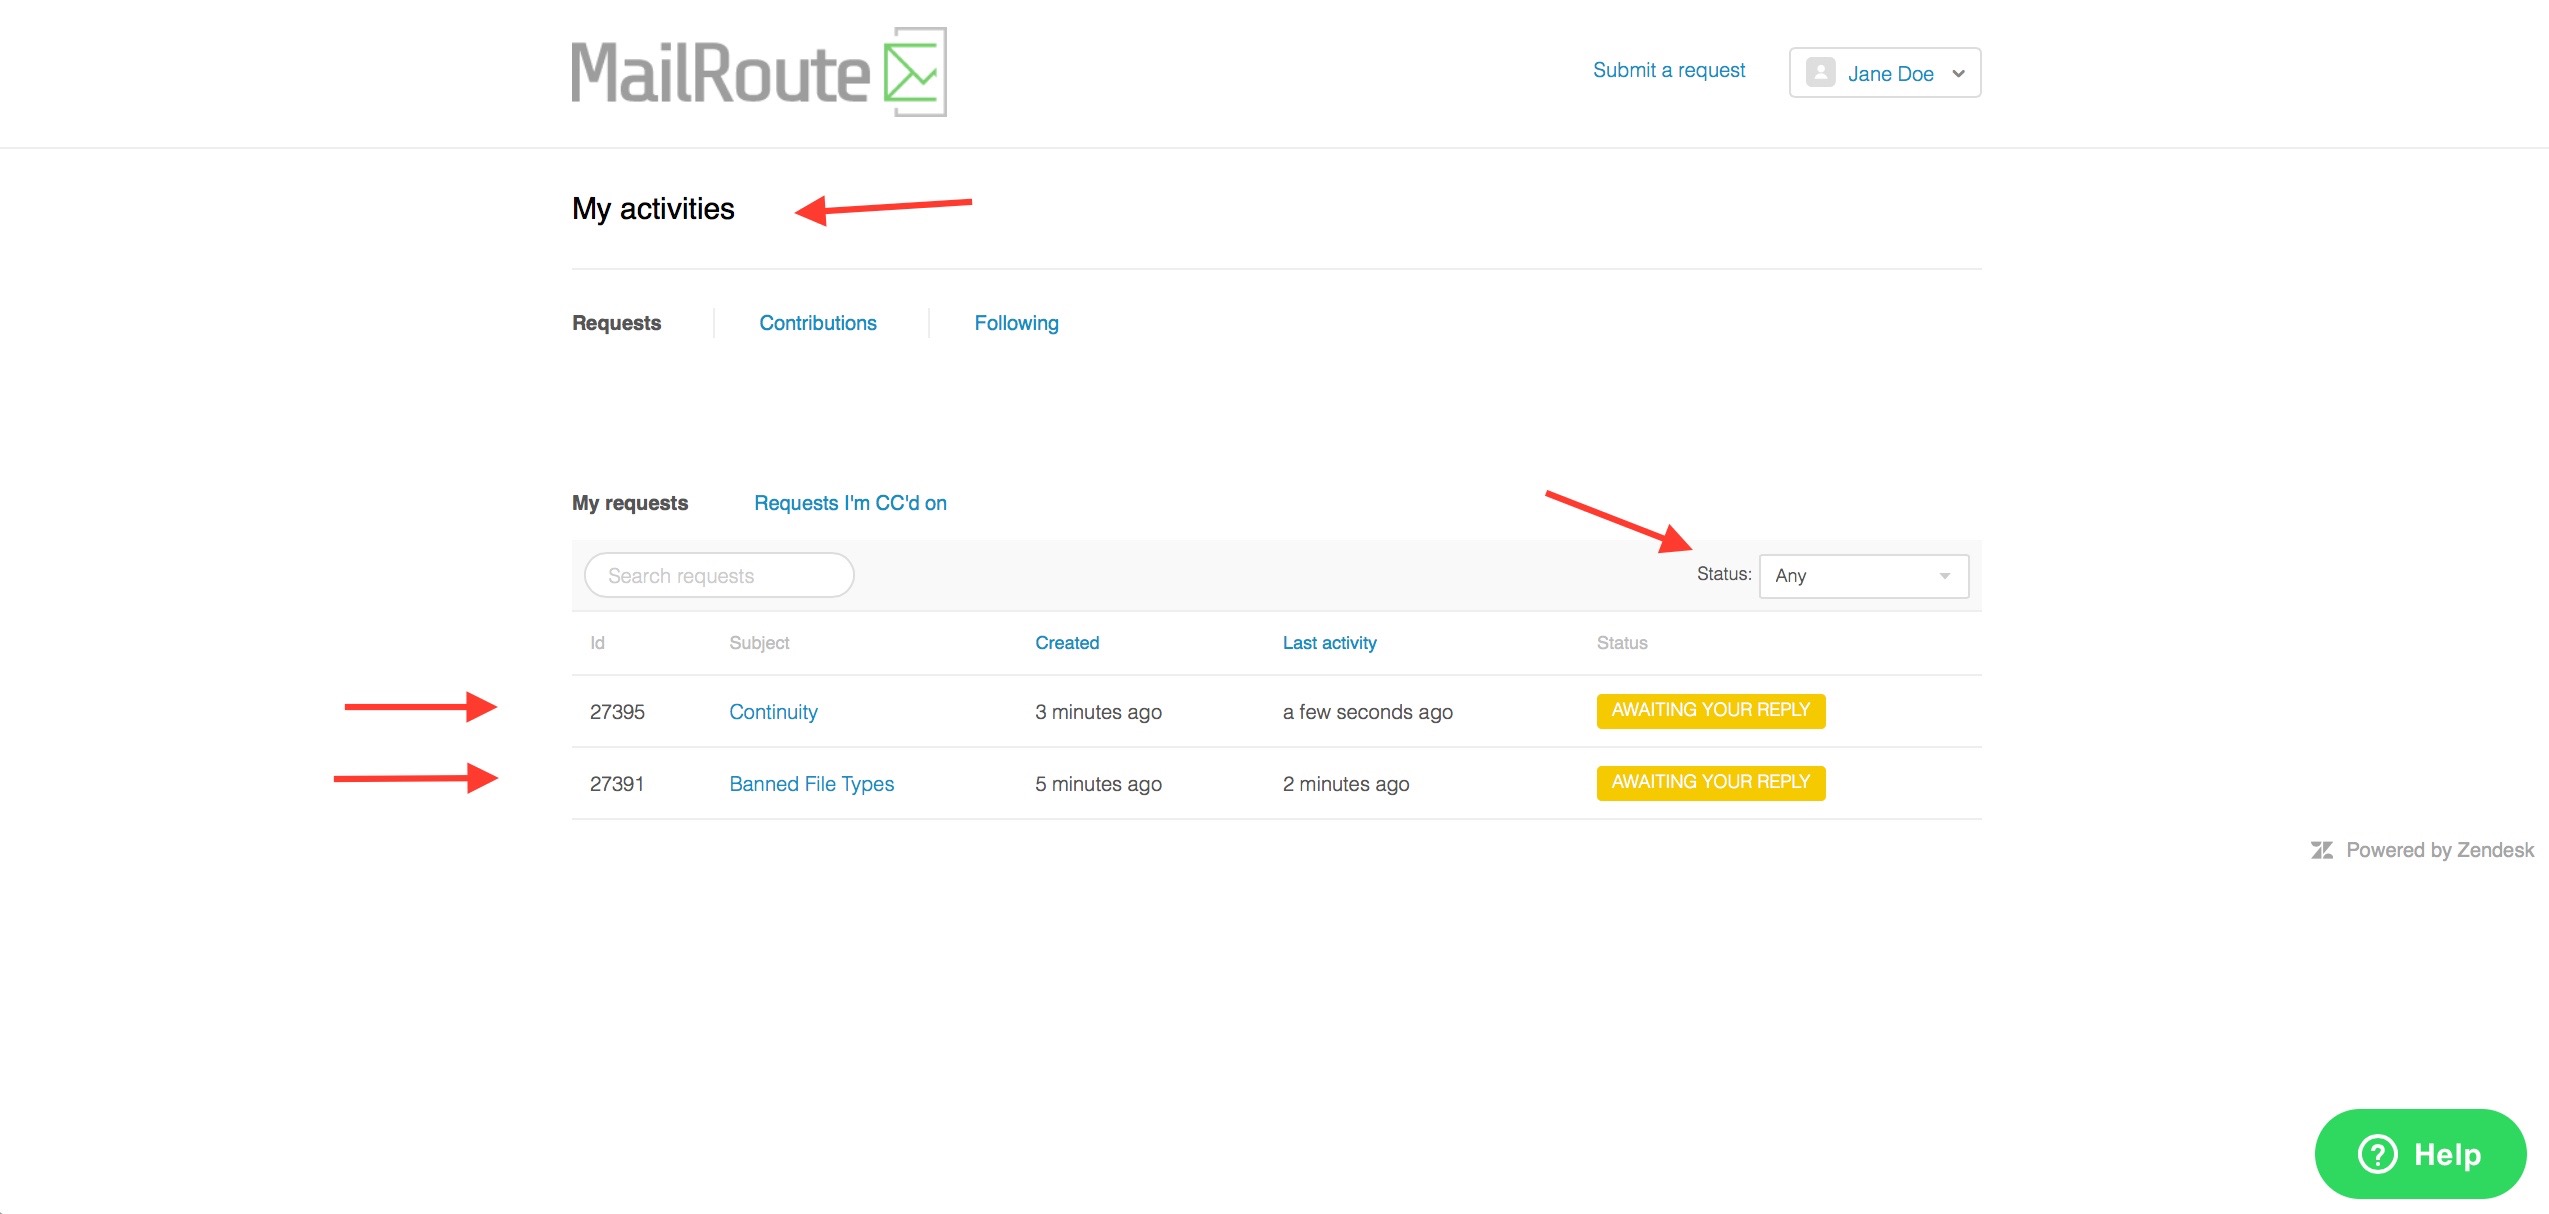 MailRoute
Submit a request
Jane Doe
My activities
Requests
Contributions
Following
My requests
Requests I'm CC'd on
Search requests
Status: Any
Id Subject Created Last activity Status
27395 Continuity 3 minutes ago a few seconds ago AWAITING YOUR REPLY
27391 Banned File Types 5 minutes ago 2 minutes ago AWAITING YOUR REPLY
Powered by Zendesk
? Help